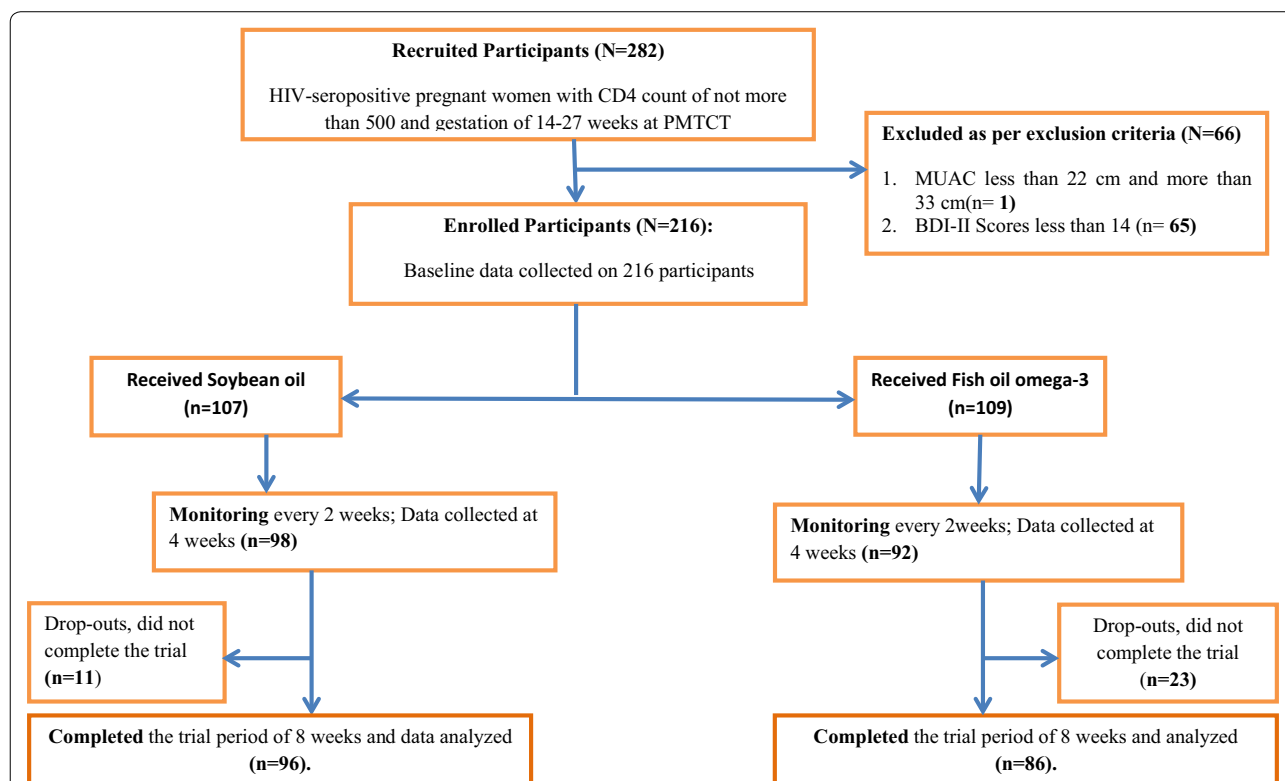 Recruited Participants (N=282)
HIV-seropositive pregnant women with CD4 count of not more
than 500 and gestation of 14-27 weeks at PMTCT
Excluded as per exclusion criteria (N=66)
1. MUAC less than 22 cm and more than
33 cm(n= 1)
2. BDI-II Scores less than 14 (n= 65)
Enrolled Participants (N=216):
Baseline data collected on 216 participants
Received Soybean oil
(n=107)
Received Fish oil omega-3
(n=109)
Monitoring every 2 weeks; Data collected at
4 weeks (n=98)
Monitoring every 2weeks; Data collected at
4 weeks (n=92)
Drop-outs, did not
complete the trial
(n=11)
Drop-outs, did not
complete the trial
(n=23)
Completed the trial period of 8 weeks and data analyzed
(n=96).
Completed the trial period of 8 weeks and analyzed
(n=86).